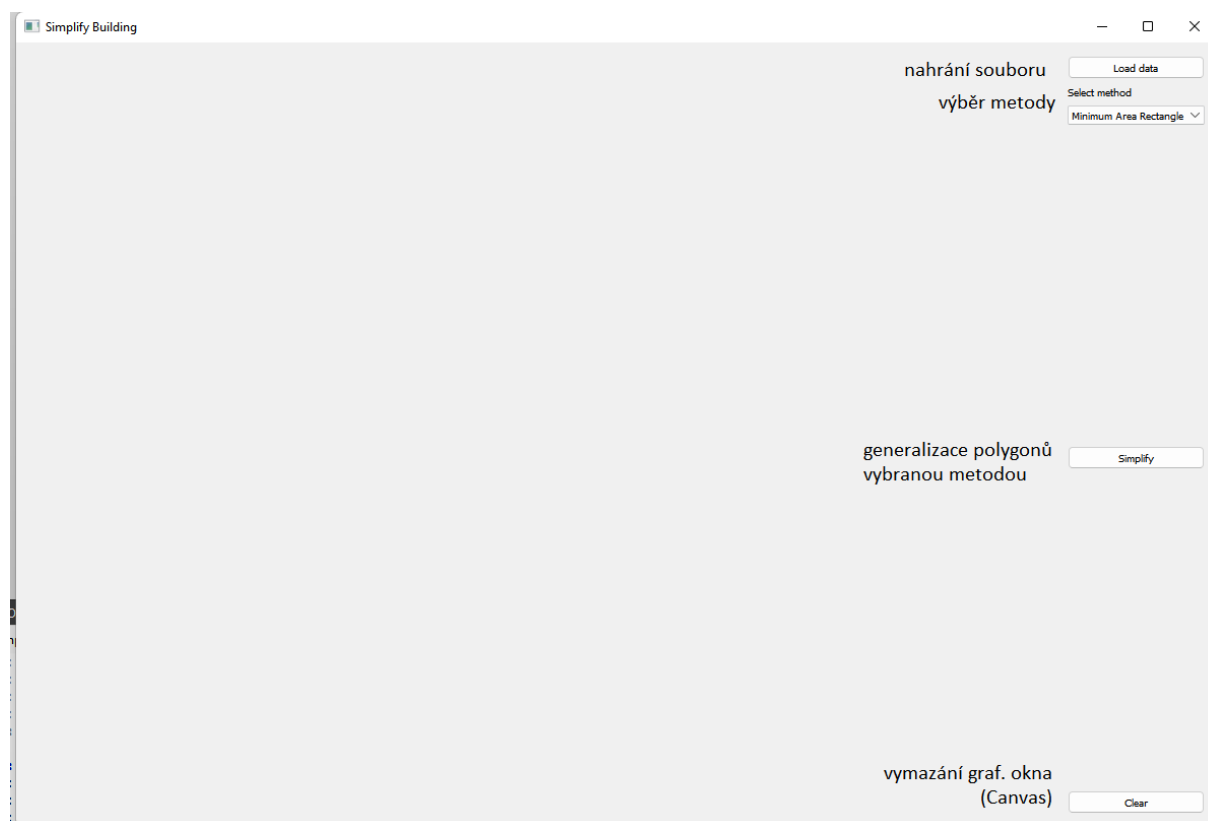 Simplify Building
nahrání souboru
Load data
Select method
výběr metody
Minimum Area Rectangle
generalizace polygonů
vybranou metodou
Simplify
vymazání graf. okna
(Canvas)
Clear